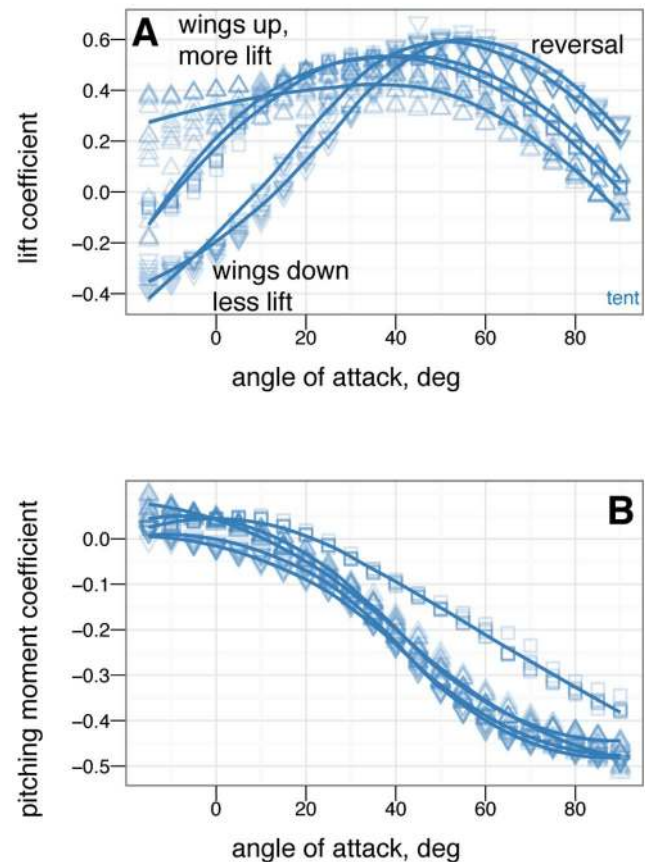 A
wings up,
more lift
reversal
0.6
0.4
0.2
0.0
−0.2
−0.4
lift coefficient
wings down
less lift
tent
0 20 40 60 80
angle of attack, deg
B
0.0
−0.1
−0.2
−0.3
−0.4
−0.5
pitching moment coefficient
0 20 40 60 80
angle of attack, deg